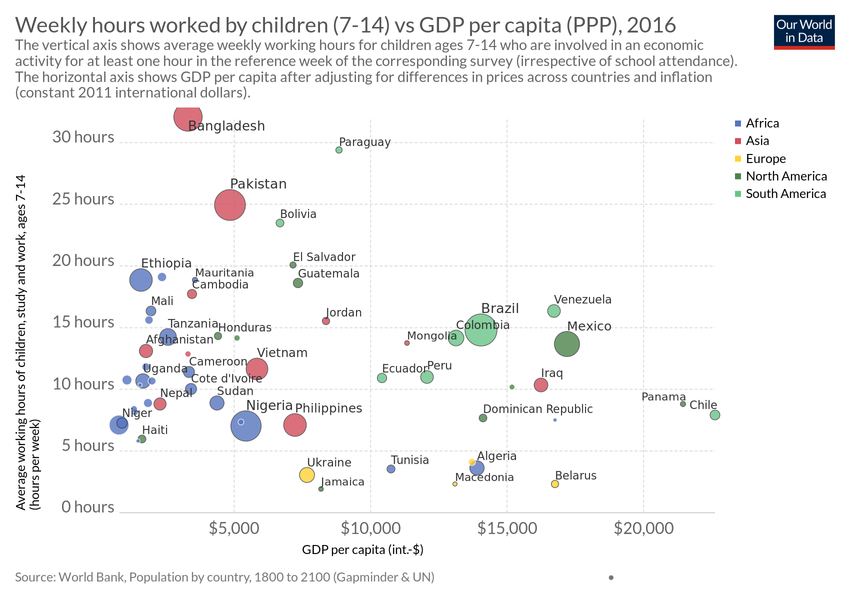 Weekly hours worked by children (7-14) vs GDP per capita (PPP), 2016
The vertical axis shows average weekly working hours for children ages 7-14 who are involved in an economic
activity for at least one hour in the reference week of the corresponding survey (irrespective of school attendance).
The horizontal axis shows GDP per capita after adjusting for differences in prices across countries and inflation
(constant 2011 international dollars).
Our World
in Data
Average working hours of children, study and work, ages 7-14
(hours per week)
30 hours
25 hours
20 hours
15 hours
10 hours
5 hours
0 hours
Bangladesh
Paraguay
Pakistan
Bolivia
El Salvador
Ethiopia
Mauritania
Guatemala
Cambodia
Mali
Venezuela
Brazil
Jordan
Tanzania
Colombia
Honduras
Mexico
Afghanistan
Mongolia
Vietnam
Cameroon
Uganda
Ecuador
Peru
Iraq
Cote d'Ivoire
Nepal
Sudan
Panama
Chile
Nigeria
Philippines
Dominican Republic
Niger
Haiti
Ukraine
Tunisia
Algeria
Jamaica
Macedonia
Belarus
$5,000
$10,000
$15,000
$20,000
GDP per capita (int.-$)
Africa
Asia
Europe
North America
South America
Source: World Bank, Population by country, 1800 to 2100 (Gapminder & UN)